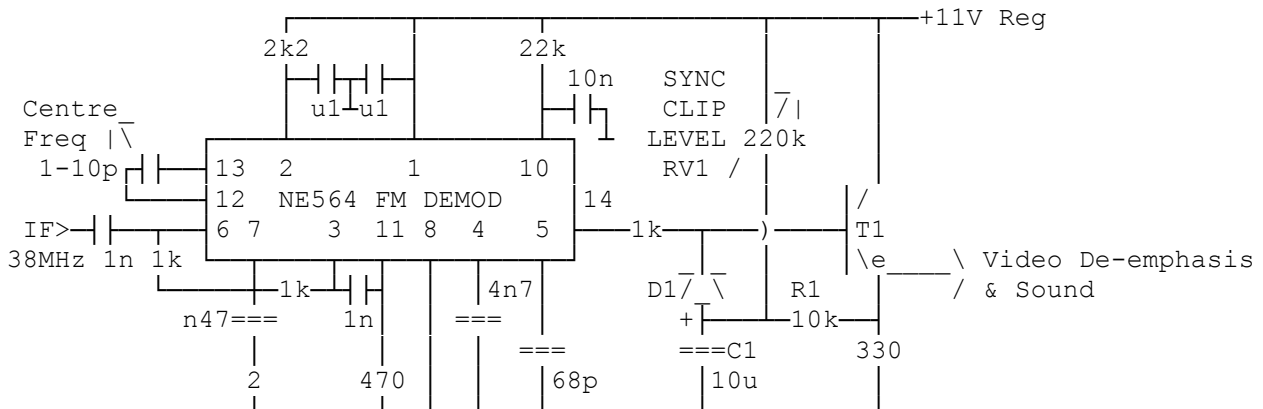 +11V Reg
2k2 22k
10n SYNC
Centre u1 u1 CLIP
Freq LEVEL 220k
1-10p 13 2 1 10 RV1
12 NE564 FM DEMOD 14
IF> 6 7 3 11 8 4 5 1k T1
38MHz 1n 1k e Video De-emphasis
1k 4n7 D1 R1 & Sound
n47 1n + 10k
C1 330
2 470 68p 10u